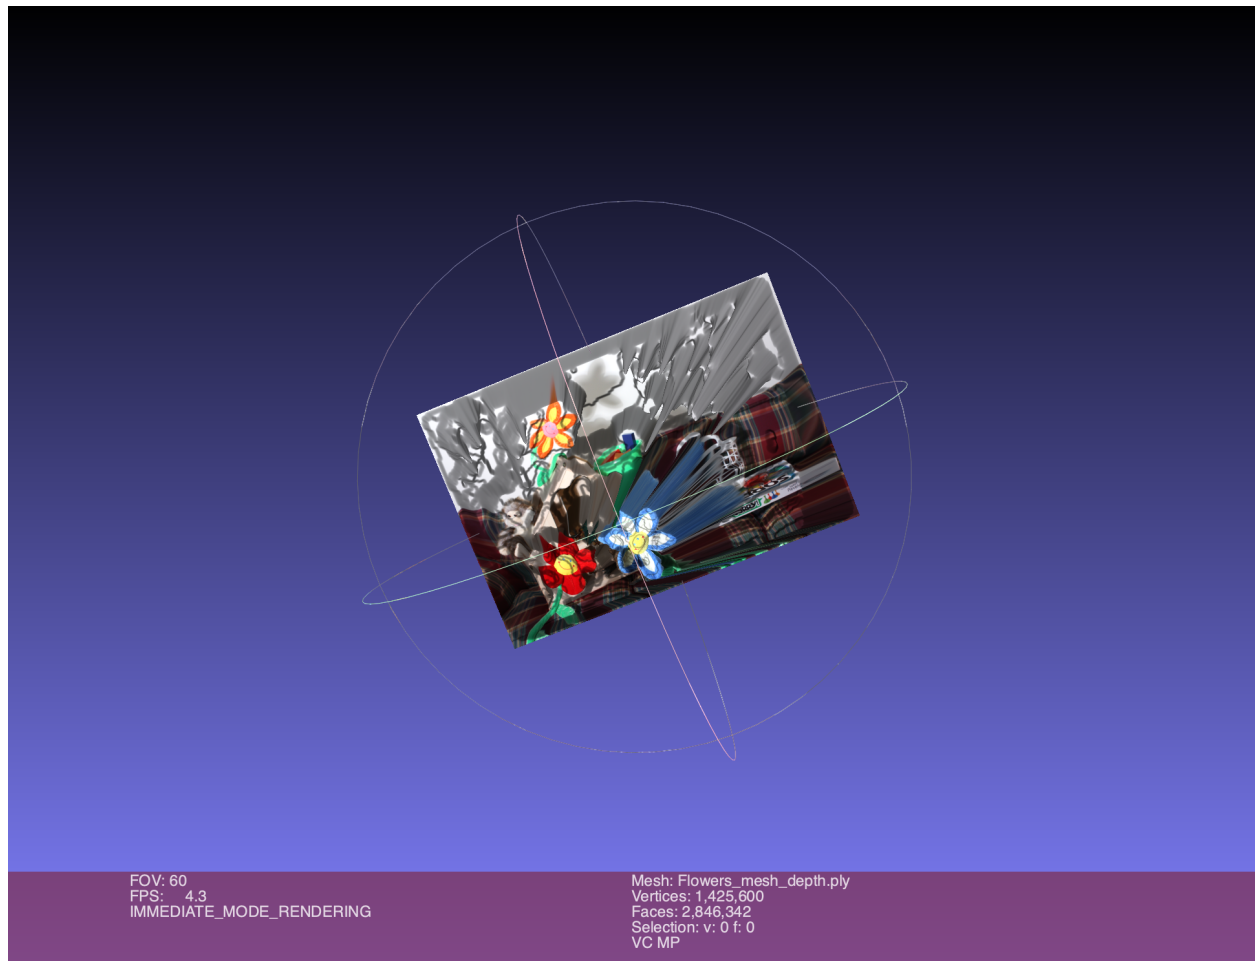 FOV: 60
FPS: 4.3
IMMEDIATE_MODE_RENDERING
Mesh: Flowers_mesh_depth.ply
Vertices: 1,425,600
Faces: 2,846,342
Selection: v: 0 f: 0
VC MP